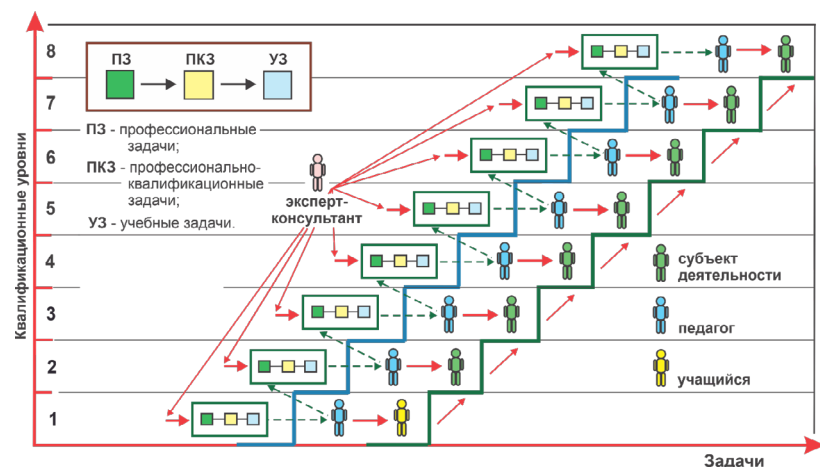 Квалификационные уровни
8
7
6
5
4
3
2
1
ПЗ
ПКЗ
УЗ
ПЗ - профессиональные
задачи;
ПКЗ - профессионально-
квалификационные
задачи;
УЗ - учебные задачи.
эксперт-
консультант
субъект
деятельности
педагог
учащийся
Задачи